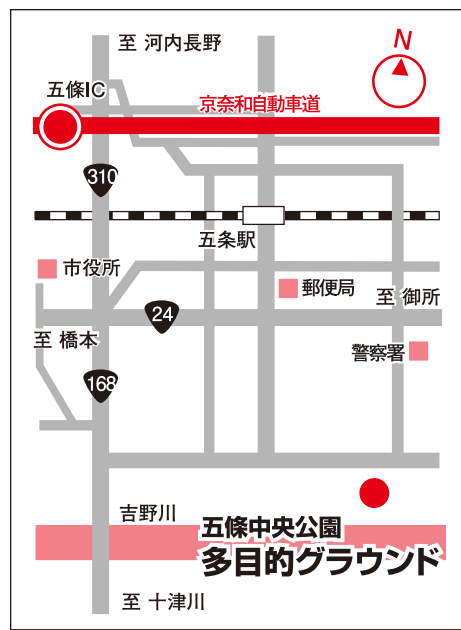 至 河内長野
N
五條IC
京奈和自動車道
310
五条駅
市役所
郵便局
至 御所
24
至 橋本
警察署
168
吉野川
五條中央公園
多目的グラウンド
至 十津川